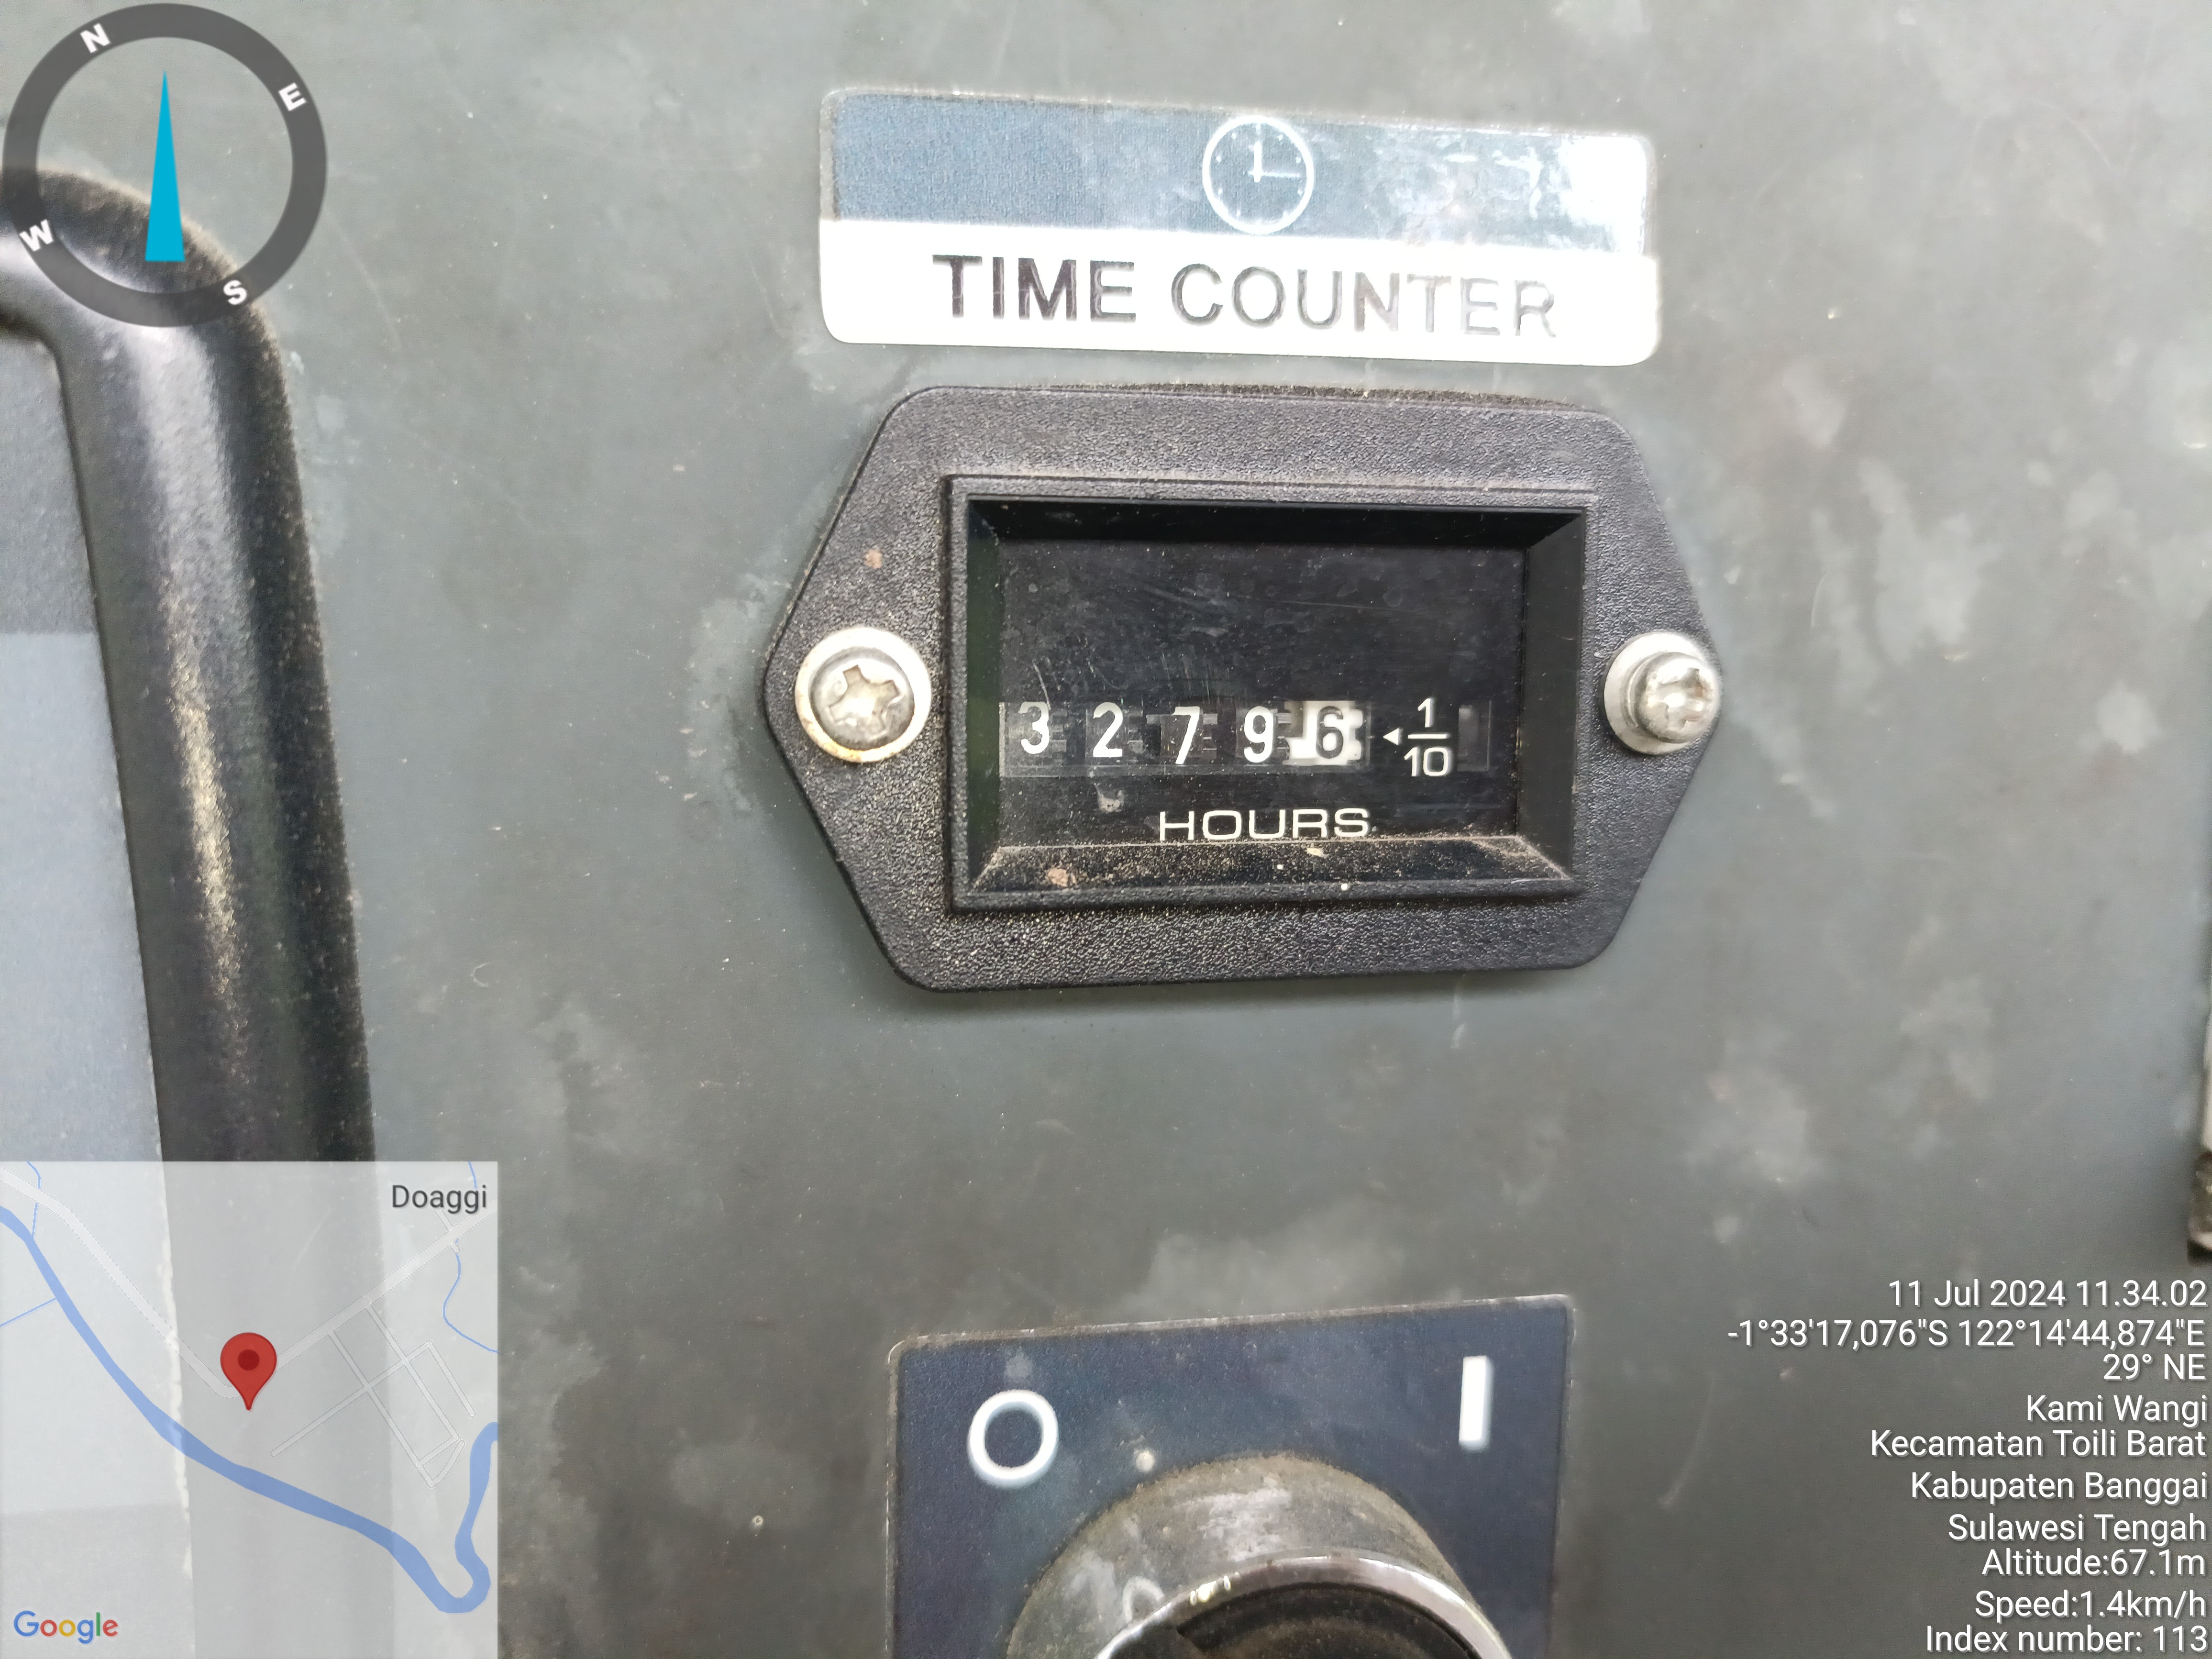 N
E
W
S
TIME COUNTER
3 2 7 9 6 ◂ 1/10
HOURS
Doaggi
O I
Google
11 Jul 2024 11.34.02
-1°33'17,076"S 122°14'44,874"E
29° NE
Kami Wangi
Kecamatan Toili Barat
Kabupaten Banggai
Sulawesi Tengah
Altitude:67.1m
Speed:1.4km/h
Index number: 113